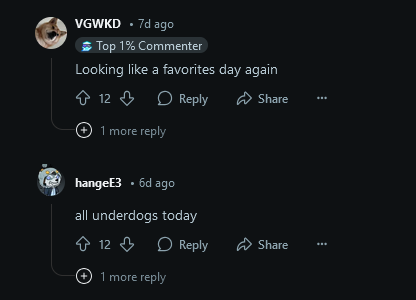 VGWKD • 7d ago
Top 1% Commenter
Looking like a favorites day again
12 Reply Share ...
1 more reply
hangeE3 • 6d ago
all underdogs today
12 Reply Share ...
1 more reply